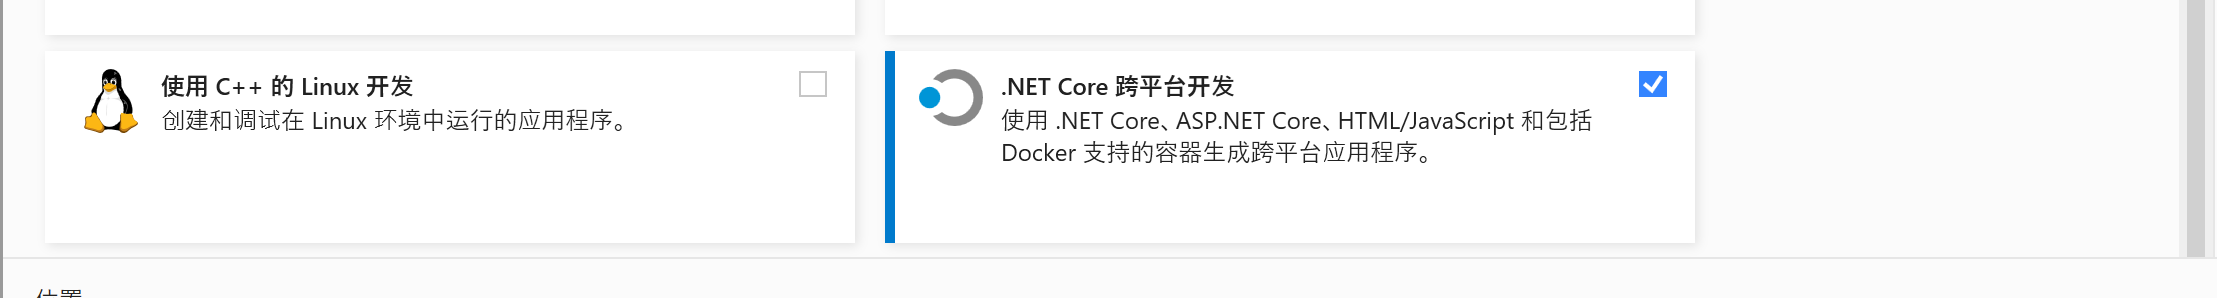 使用 C++ 的 Linux 开发
创建和调试在 Linux 环境中运行的应用程序。
.NET Core 跨平台开发
使用 .NET Core、ASP.NET Core、HTML/JavaScript 和包括
Docker 支持的容器生成跨平台应用程序。
位置